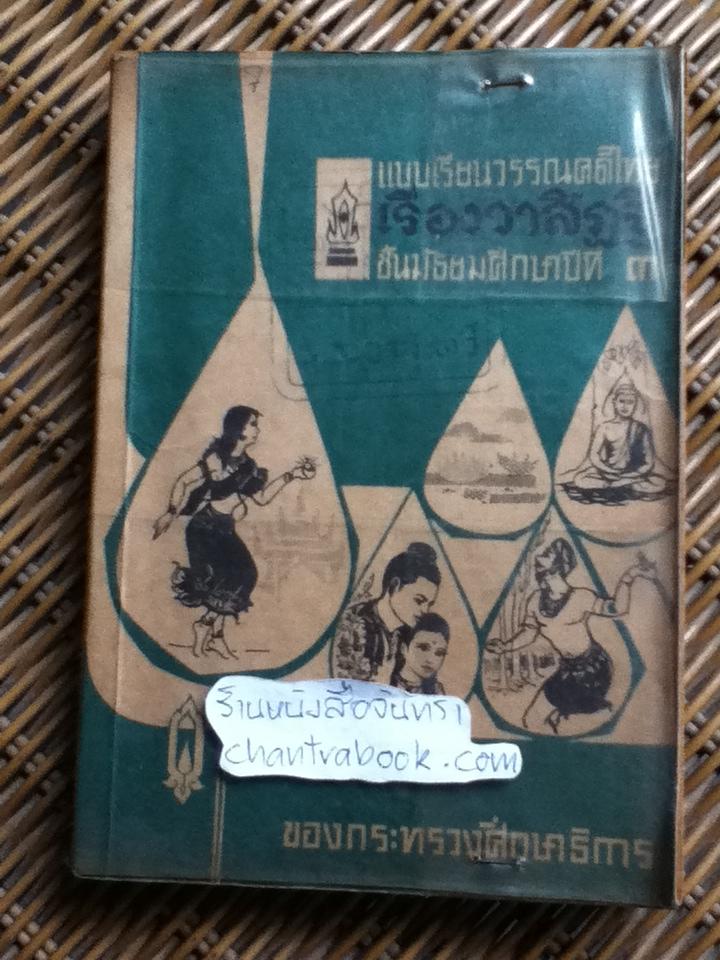 แบบเรียนวรรณคดีไทย
เรื่องวาสิฏฐี
ชั้นมัธยมศึกษาปีที่ ๓
ร้านหนังสือจันทรา
chantrabook.com
ของกระทรวงศึกษาธิการ